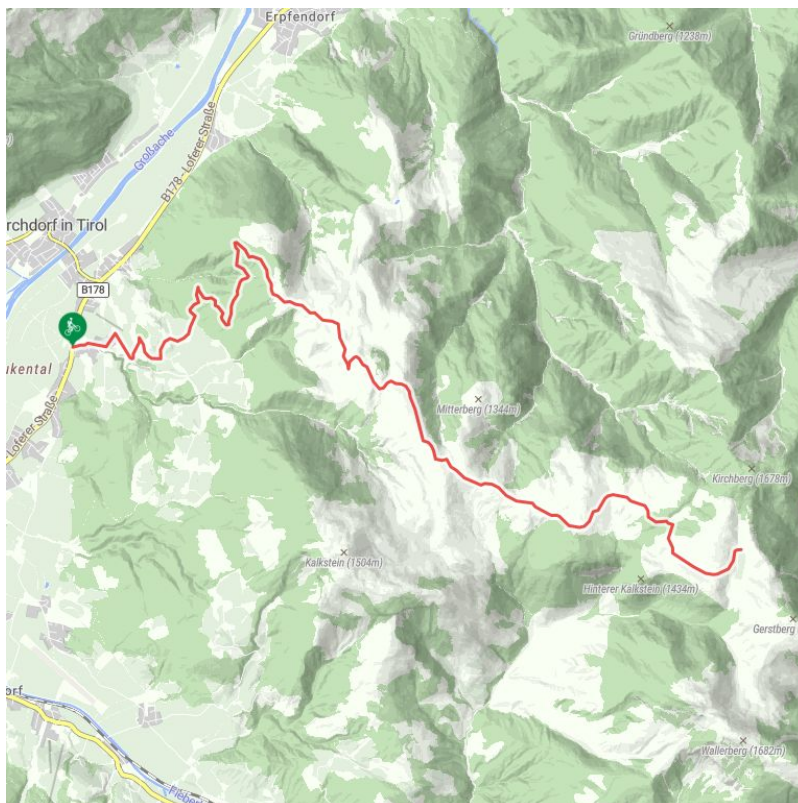 Erpfendorf
Gründberg (1238m)
Großache
B178 - Loferer Straße
rchdorf in Tirol
B178
ukental
Loferer Straße
Mitterberg (1344m)
Kirchberg (1678m)
Kalkstein (1504m)
Hinterer Kalkstein (1434m)
Gerstberg
orf
Wallerberg (1682m)
Fieber